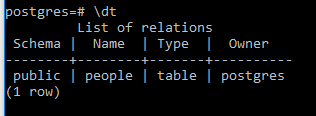 postgres=# \dt
List of relations
Schema | Name | Type | Owner
--------+--------+-------+----------
public | people | table | postgres
(1 row)